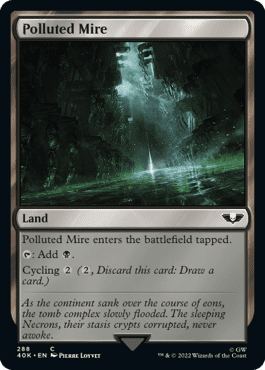 Polluted Mire
Land
Polluted Mire enters the battlefield tapped.
: Add .
Cycling 2 (2, Discard this card: Draw a
card.)
As the continent sank over the course of eons,
the tomb complex slowly flooded. The sleeping
Necrons, their stasis crypts corrupted, never
awoke.
288 C
40K • EN Pierre Loyvet
© GW
™ & © 2022 Wizards of the Coast